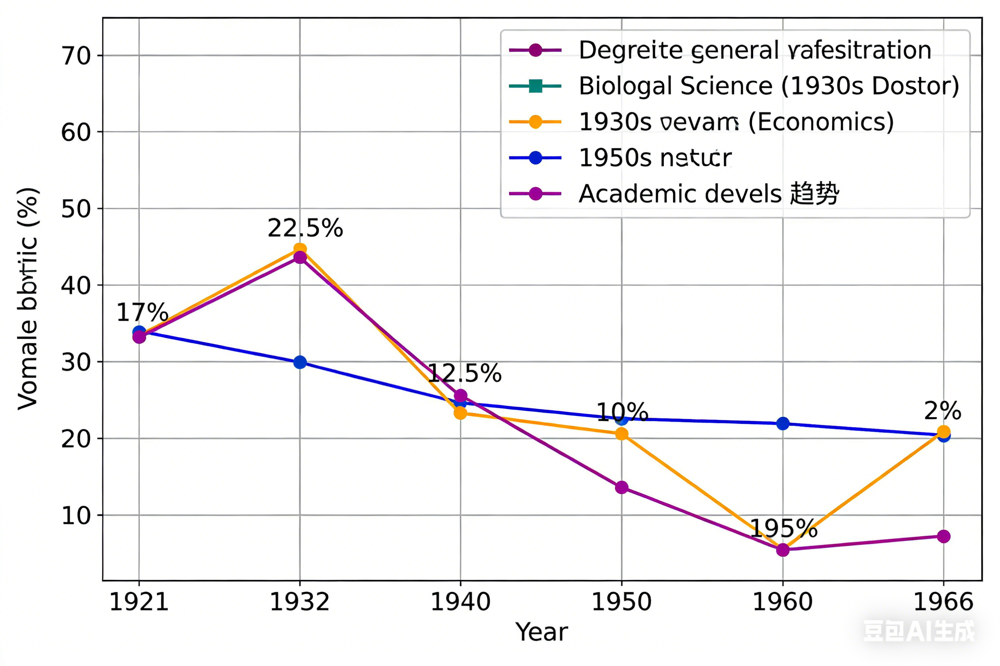 70
60
50
40
30
20
10
Vomale (%)
Degreite general
Biologal Science (1930s Dostor)
1930s (Economics)
1950s
Academic devels 趋势
22.5%
17%
12.5%
10%
2%
195%
1921 1932 1940 1950 1960 1966
Year
豆包AI生成